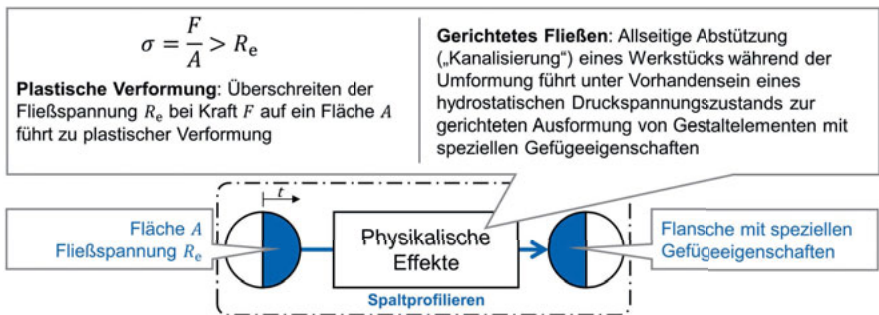 σ = F/A > Rₑ
Plastische Verformung: Überschreiten der
Fließspannung Rₑ bei Kraft F auf ein Fläche A
führt zu plastischer Verformung
Gerichtetes Fließen: Allseitige Abstützung
(„Kanalisierung“) eines Werkstücks während der
Umformung führt unter Vorhandensein eines
hydrostatischen Druckspannungszustands zur
gerichteten Ausformung von Gestaltelementen mit
speziellen Gefügeeigenschaften
t
Fläche A
Fließspannung Rₑ
Physikalische
Effekte
Flansche mit speziellen
Gefügeeigenschaften
Spaltprofilieren